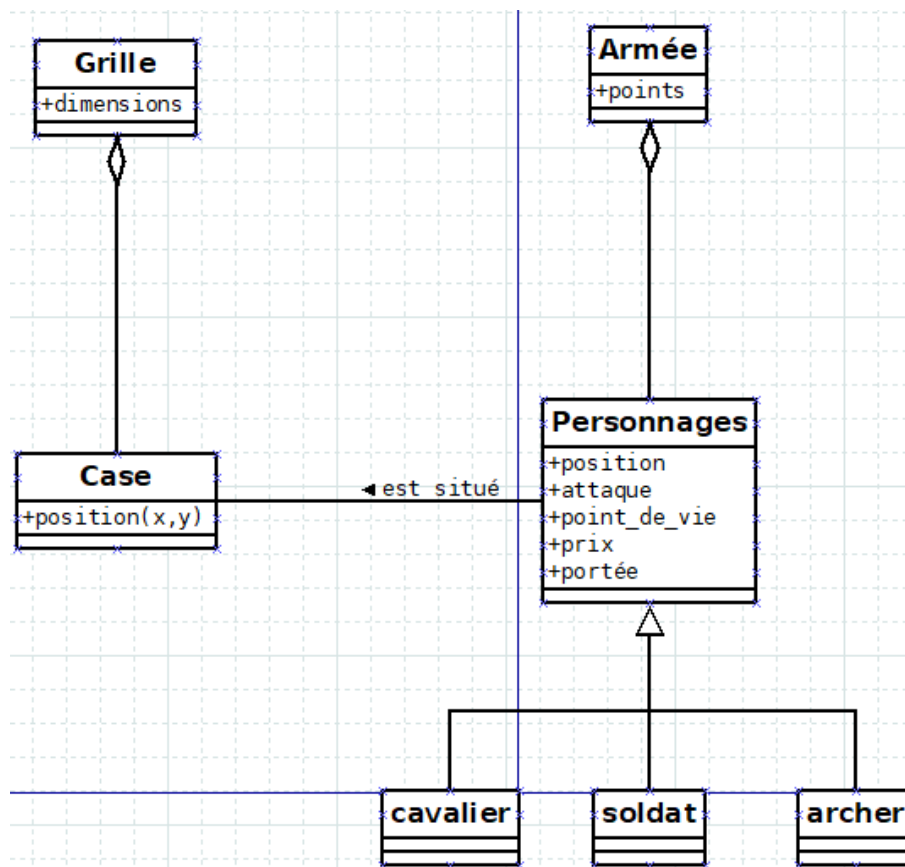 Grille
+dimensions
Armée
+points
Case
+position(x,y)
est situé
Personnages
+position
+attaque
+point_de_vie
+prix
+portée
cavalier
soldat
archer